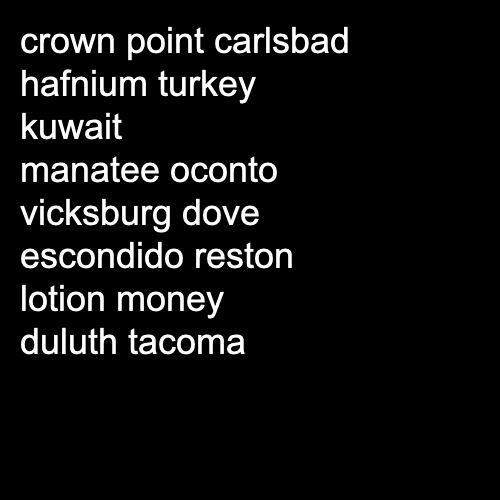 crown point carlsbad
hafnium turkey
kuwait
manatee oconto
vicksburg dove
escondido reston
lotion money
duluth tacoma